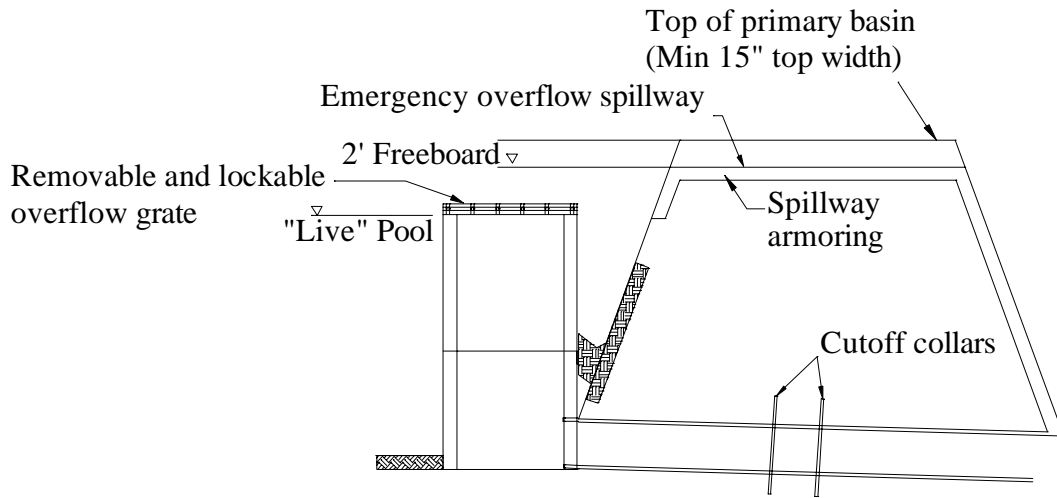 Top of primary basin
(Min 15" top width)
Emergency overflow spillway
2' Freeboard
Removable and lockable
overflow grate
"Live" Pool
Spillway
armoring
Cutoff collars